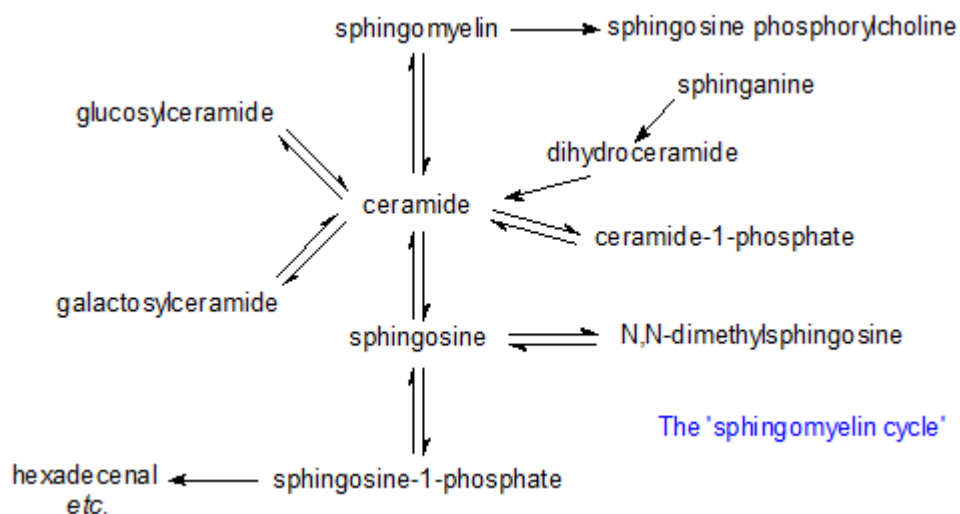 sphingomyelin
sphingosine phosphorylcholine
sphinganine
glucosylceramide
dihydroceramide
ceramide
ceramide-1-phosphate
galactosylceramide
sphingosine
N,N-dimethylsphingosine
The 'sphingomyelin cycle'
hexadecenal
etc.
sphingosine-1-phosphate